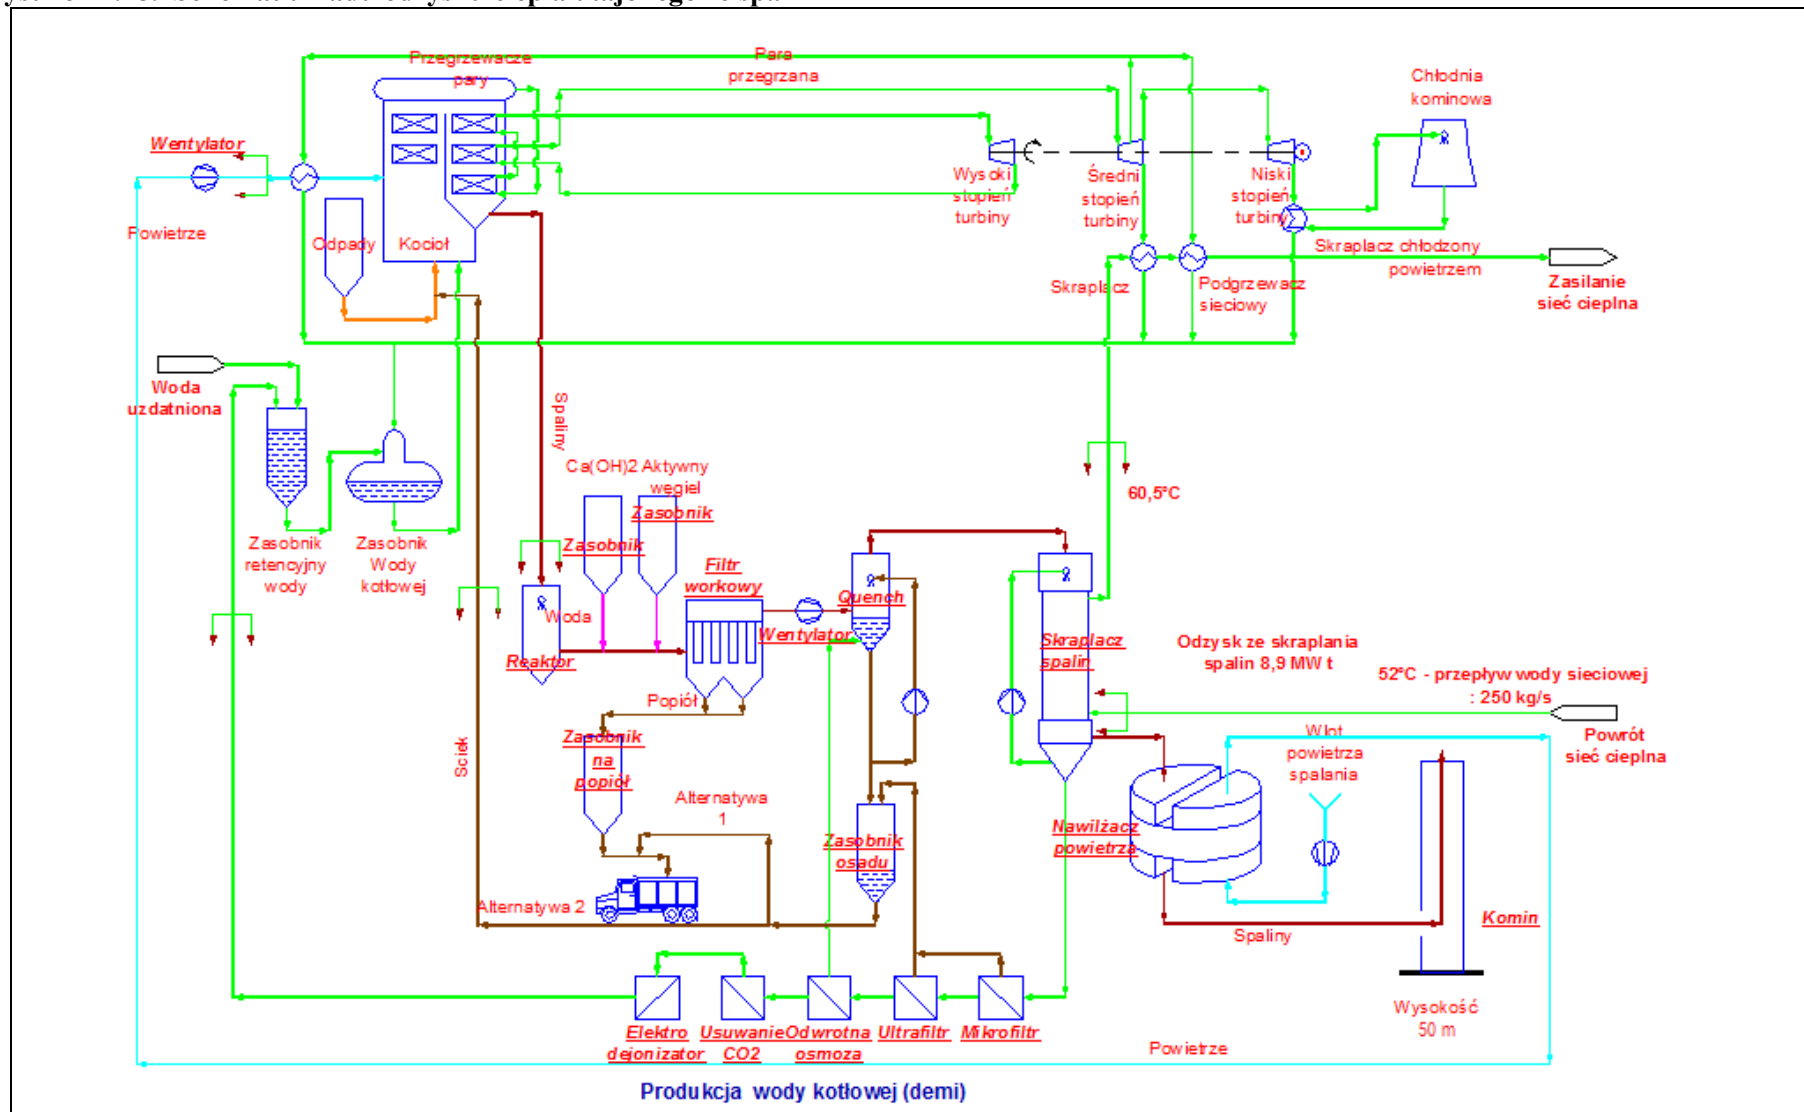 Przegrzewacze
pary
Para
przegrzana
Chłodnia
kominowa
Wentylator
Wysoki
stopień
turbiny
Średni
stopień
turbiny
Niski
stopień
turbiny
Powietrze
Odpady
Kocioł
Skraplacz chłodzony
powietrzem
Skraplacz
Podgrzewacz
sieciowy
Zasilanie
sieć cieplna
Woda
uzdatniona
Spaliny
Ca(OH)2
Aktywny
węgiel
60,5°C
Zasobnik
Zasobnik
Zasobnik
retencyjny
wody
Zasobnik
Wody
kotłowej
Filtr
workowy
Quench
Woda
Wentylator
Reaktor
Skraplacz
spalin
Odzysk ze skraplania
spalin 8,9 MW t
52°C - przepływ wody sieciowej
: 250 kg/s
Popiół
Zasobnik
na
popiół
Ściek
Wlot
powietrza
spalania
Powrót
sieć cieplna
Alternatywa
1
Zasobnik
osadu
Nawilżacz
powietrza
Alternatywa 2
Spaliny
Komin
Elektro
dejonizator
Usuwanie
CO2
Odwrotna
osmoza
Ultrafiltr
Mikrofiltr
Wysokość
50 m
Powietrze
Produkcja wody kotłowej (demi)